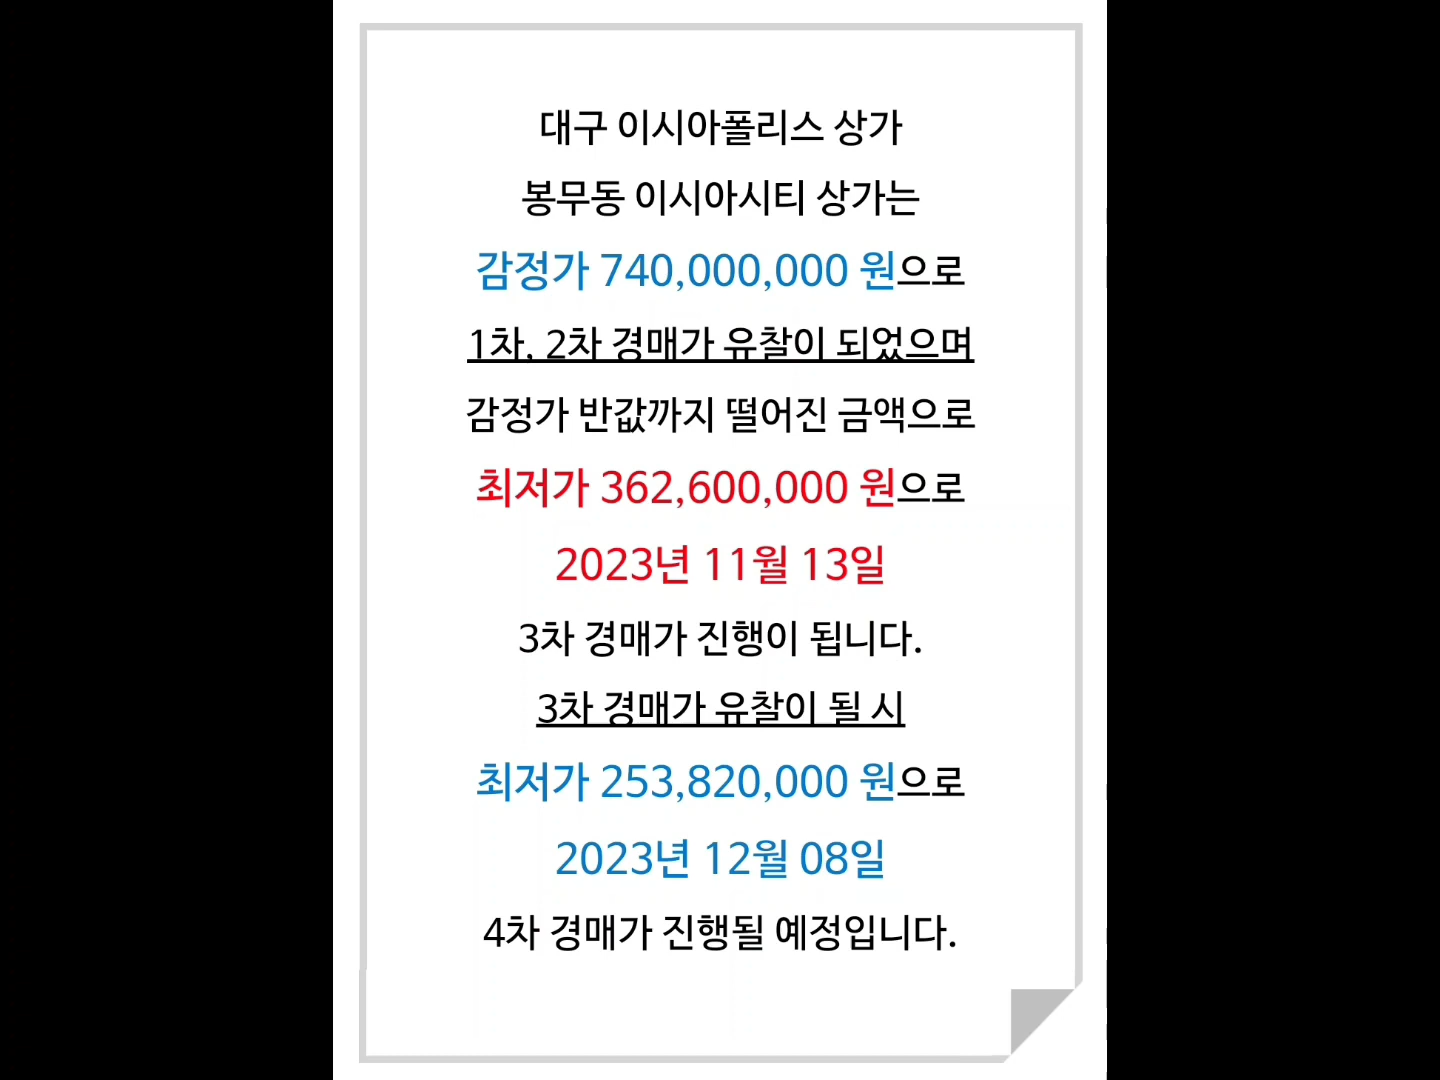 대구 이시아폴리스 상가
봉무동 이시아시티 상가는
감정가 740,000,000 원으로
1차, 2차 경매가 유찰이 되었으며
감정가 반값까지 떨어진 금액으로
최저가 362,600,000 원으로
2023년 11월 13일
3차 경매가 진행이 됩니다.
3차 경매가 유찰이 될 시
최저가 253,820,000 원으로
2023년 12월 08일
4차 경매가 진행될 예정입니다.